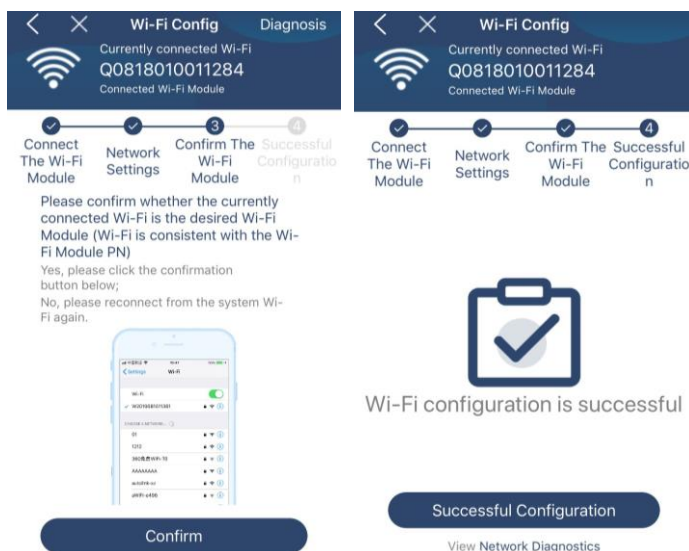 Wi-Fi Config
Diagnosis
Currently connected Wi-Fi
Q0818010011284
Connected Wi-Fi Module
3
4
Connect
The Wi-Fi
Module
Network
Settings
Confirm The
Wi-Fi
Module
Successful
Configuratio
n
Please confirm whether the currently
connected Wi-Fi is the desired Wi-Fi
Module (Wi-Fi is consistent with the Wi-
Fi Module PN)
Yes, please click the confirmation
button below;
No, please reconnect from the system Wi-
Fi again.
Settings
Wi-Fi
Wi-Fi
CHOOSE A NETWORK...
1212
AAAAAAAA
Confirm
Wi-Fi Config
Currently connected Wi-Fi
Q0818010011284
Connected Wi-Fi Module
4
Connect
The Wi-Fi
Module
Network
Settings
Confirm The
Wi-Fi
Module
Successful
Configuratio
n
Wi-Fi configuration is successful
Successful Configuration
View Network Diagnostics